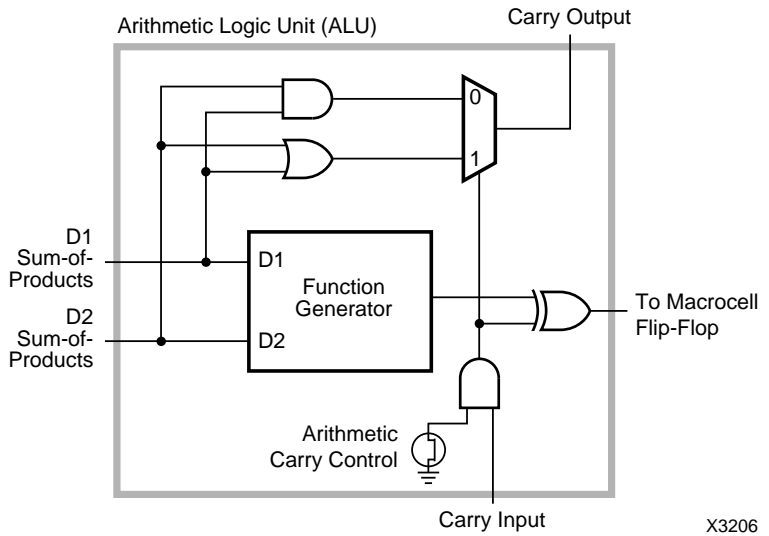 Arithmetic Logic Unit (ALU)
Carry Output
0
1
D1
Sum-of-
Products
D1
Function
Generator
To Macrocell
Flip-Flop
D2
Sum-of-
Products
D2
Arithmetic
Carry Control
Carry Input
X3206